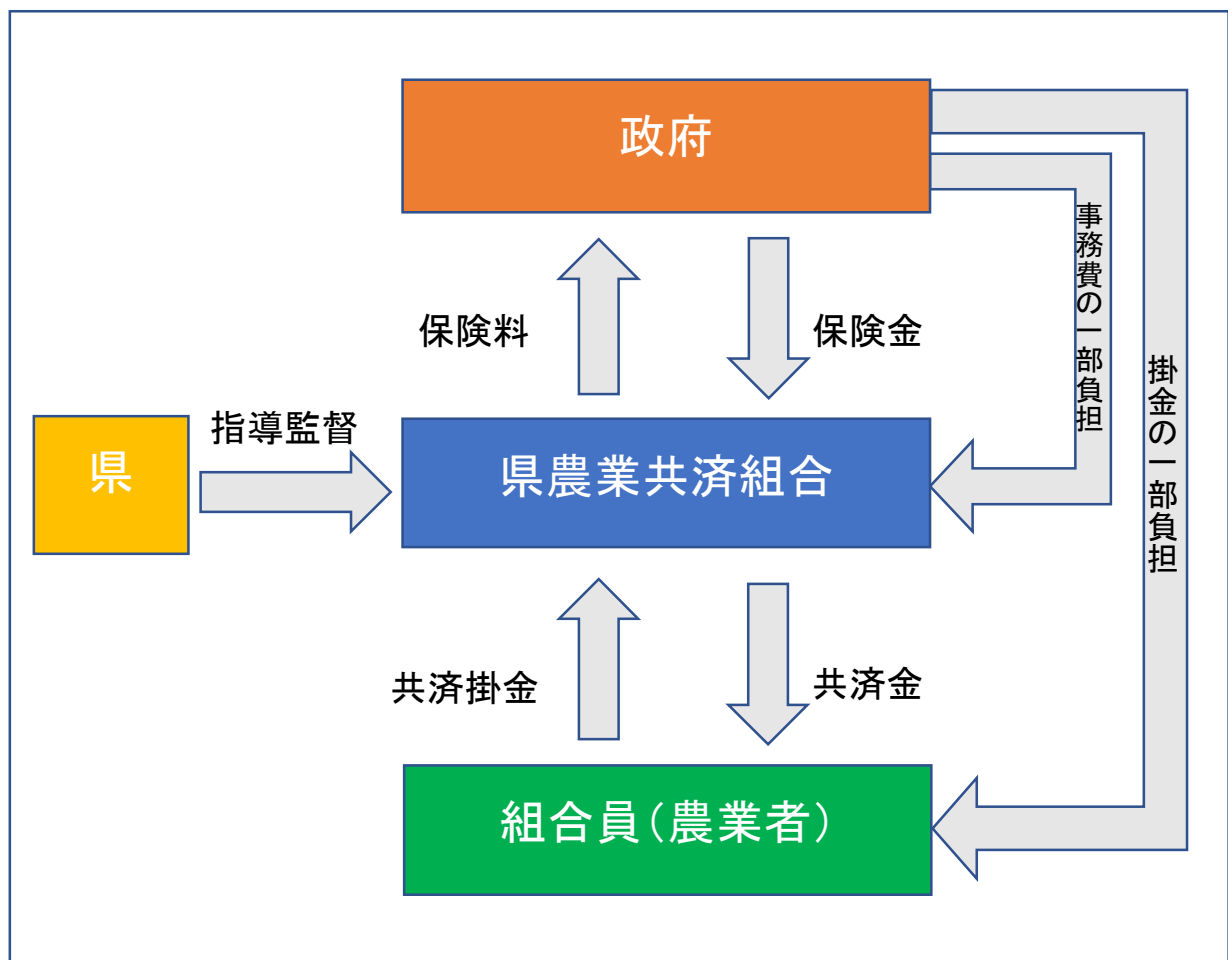 政府
事務費の一部負担
保険料
保険金
掛金の一部負担
県
指導監督
県農業共済組合
共済掛金
共済金
組合員(農業者)